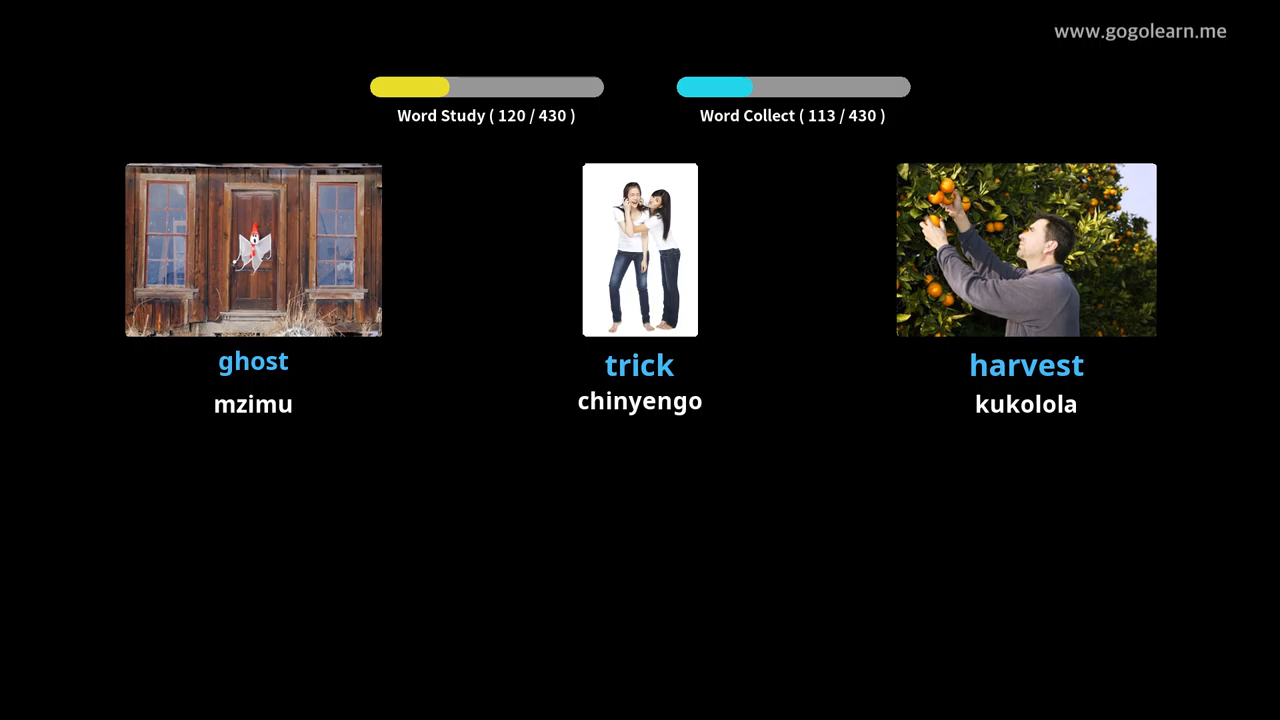 www.gogolearn.me
Word Study ( 120 / 430 )
Word Collect ( 113 / 430 )
ghost
trick
harvest
mzimu
chinyengo
kukolola